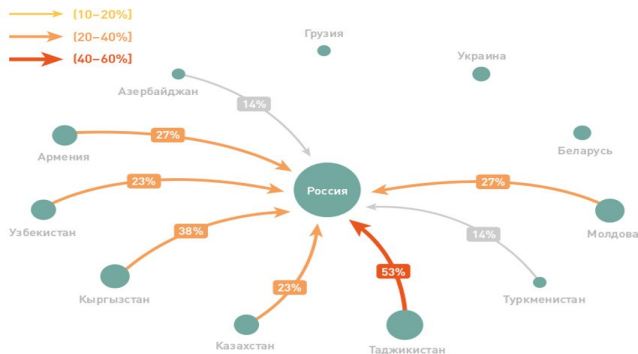 (10–20%]
(20–40%]
(40–60%]
Грузия
Украина
Азербайджан
14%
27%
Армения
Беларусь
23%
Россия
27%
Узбекистан
38%
14%
Молдова
53%
Кыргызстан
23%
Туркменистан
Казахстан
Таджикистан